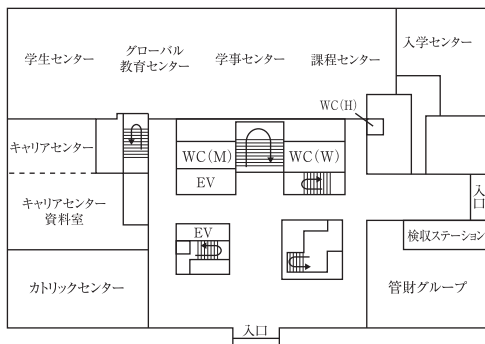 学生センター
グローバル
教育センター
学事センター
課程センター
入学センター
WC(H)
キャリアセンター
WC(M)
WC(W)
EV
キャリアセンター
資料室
入口
EV
検収ステーション
カトリックセンター
管財グループ
入口